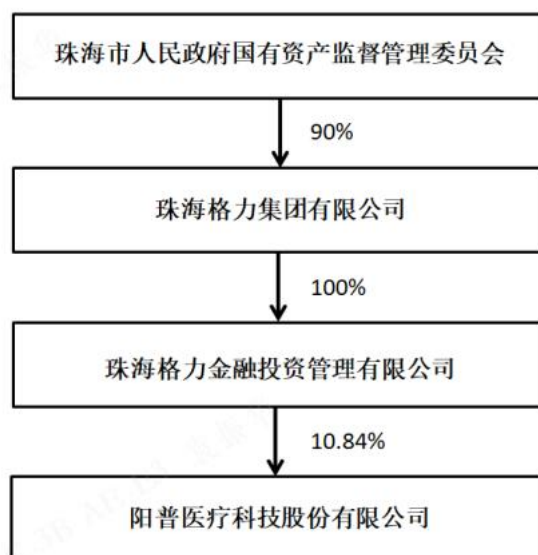 珠海市人民政府国有资产监督管理委员会
90%
珠海格力集团有限公司
100%
珠海格力金融投资管理有限公司
10.84%
阳普医疗科技股份有限公司